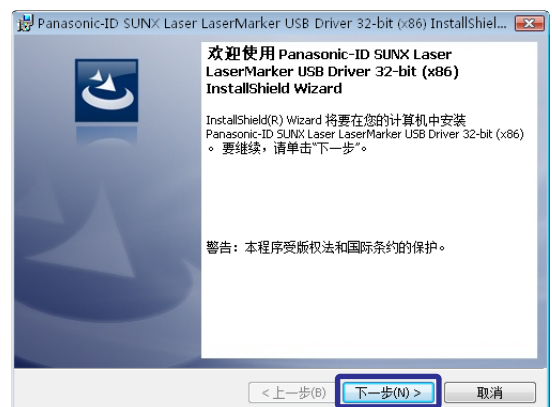 Panasonic-ID SUNX Laser LaserMarker USB Driver 32-bit (x86) InstallShiel...
欢迎使用 Panasonic-ID SUNX Laser
LaserMarker USB Driver 32-bit (x86)
InstallShield Wizard
InstallShield(R) Wizard 将要在您的计算机中安装
Panasonic-ID SUNX Laser LaserMarker USB Driver 32-bit (x86)
。要继续，请单击“下一步”。
警告：本程序受版权法和国际条约的保护。
< 上一步(B)
下一步(N) >
取消